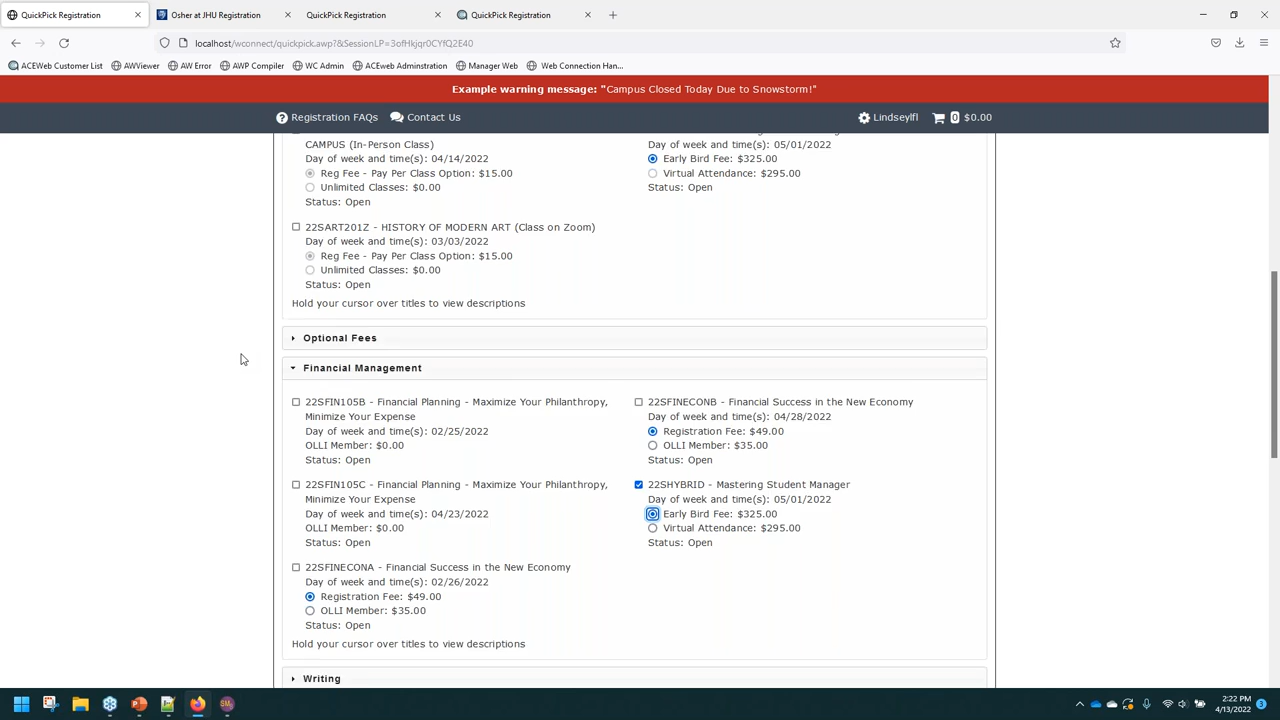 QuickPick Registration
Osher at JHU Registration
QuickPick Registration
QuickPick Registration
localhost/wconnect/quickpick.awp?&SessionLP=3ofHkjqr0CYfQ2E40
ACEWeb Customer List
AWViewer
AW Error
AWP Compiler
WC Admin
ACEweb Adminstration
Manager Web
Web Connection Han...
Example warning message: "Campus Closed Today Due to Snowstorm!"
Registration FAQs
Contact Us
Lindseylfl
0 $0.00
CAMPUS (In-Person Class)
Day of week and time(s): 04/14/2022
Reg Fee - Pay Per Class Option: $15.00
Unlimited Classes: $0.00
Status: Open
Day of week and time(s): 05/01/2022
Early Bird Fee: $325.00
Virtual Attendance: $295.00
Status: Open
22SART201Z - HISTORY OF MODERN ART (Class on Zoom)
Day of week and time(s): 03/03/2022
Reg Fee - Pay Per Class Option: $15.00
Unlimited Classes: $0.00
Status: Open
Hold your cursor over titles to view descriptions
Optional Fees
Financial Management
22SFIN105B - Financial Planning - Maximize Your Philanthropy,
Minimize Your Expense
Day of week and time(s): 02/25/2022
OLLI Member: $0.00
Status: Open
22SFINECONB - Financial Success in the New Economy
Day of week and time(s): 04/28/2022
Registration Fee: $49.00
OLLI Member: $35.00
Status: Open
22SFIN105C - Financial Planning - Maximize Your Philanthropy,
Minimize Your Expense
Day of week and time(s): 04/23/2022
OLLI Member: $0.00
Status: Open
22SHYBRID - Mastering Student Manager
Day of week and time(s): 05/01/2022
Early Bird Fee: $325.00
Virtual Attendance: $295.00
Status: Open
22SFINECONA - Financial Success in the New Economy
Day of week and time(s): 02/26/2022
Registration Fee: $49.00
OLLI Member: $35.00
Status: Open
Hold your cursor over titles to view descriptions
Writing
2:22 PM
4/13/2022